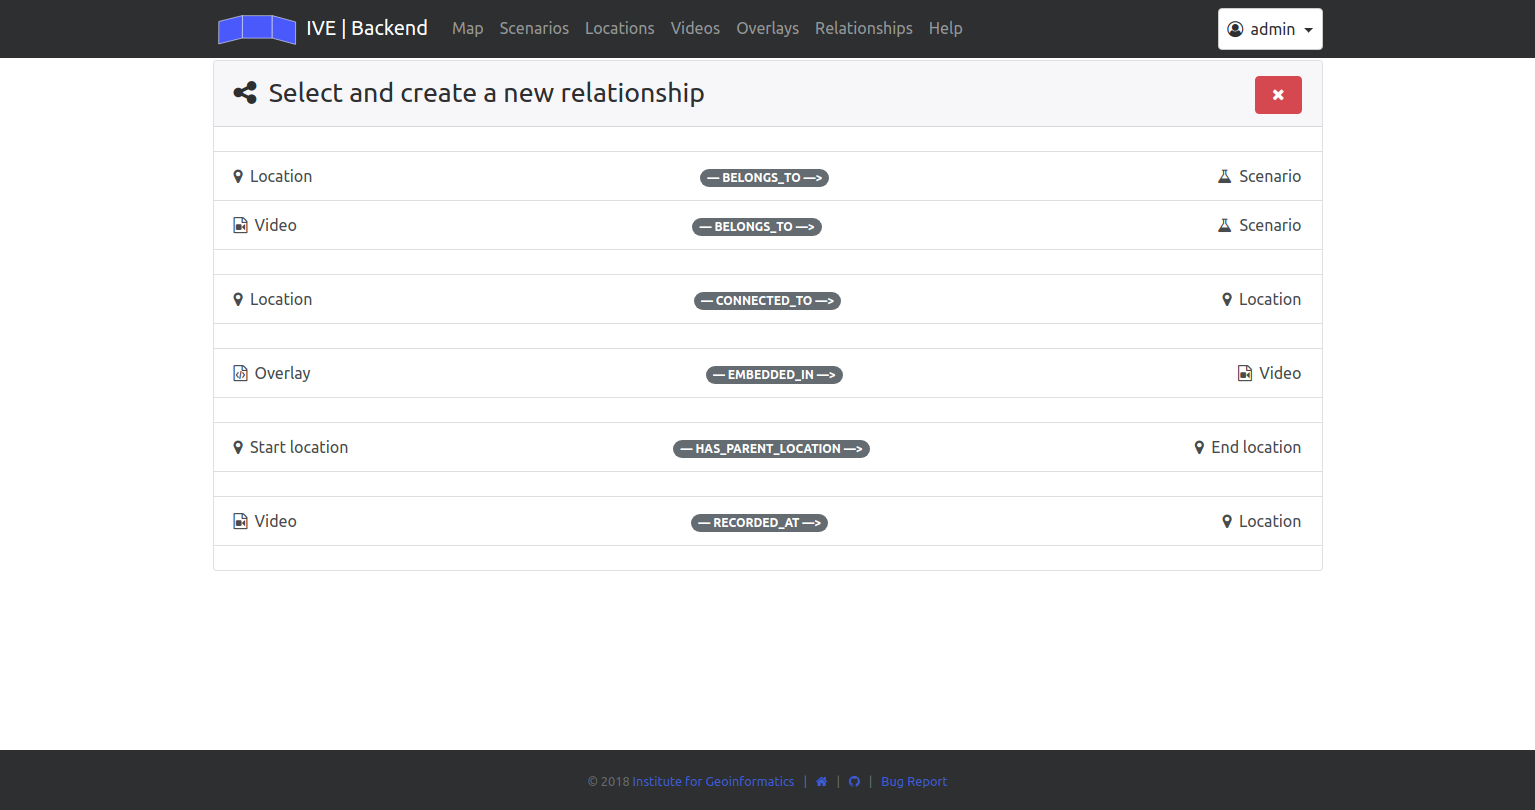 IVE | Backend Map Scenarios Locations Videos Overlays Relationships Help admin
Select and create a new relationship
Location — BELONGS_TO —> Scenario
Video — BELONGS_TO —> Scenario
Location — CONNECTED_TO —> Location
Overlay — EMBEDDED_IN —> Video
Start location — HAS_PARENT_LOCATION —> End location
Video — RECORDED_AT —> Location
© 2018 Institute for Geoinformatics | | | Bug Report